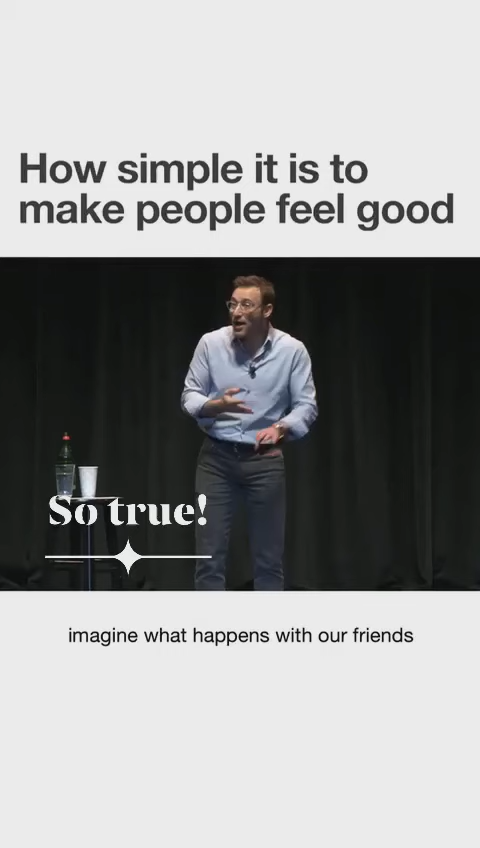 How simple it is to
make people feel good
So true!
imagine what happens with our friends